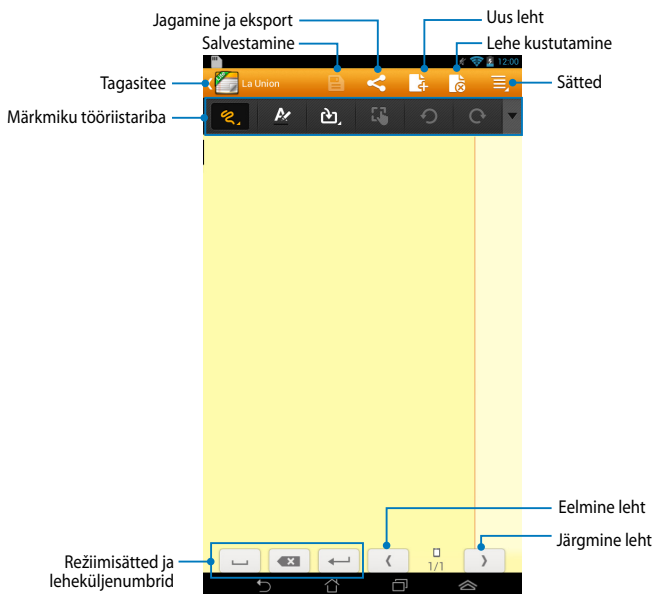 Jagamine ja eksport
Uus leht
Salvestamine
Lehe kustutamine
12:00
Tagasitee
La Union
Sätted
Märkmiku tööriistariba
Eelmine leht
Järgmine leht
Režiimisätted ja
leheküljenumbrid
1/1